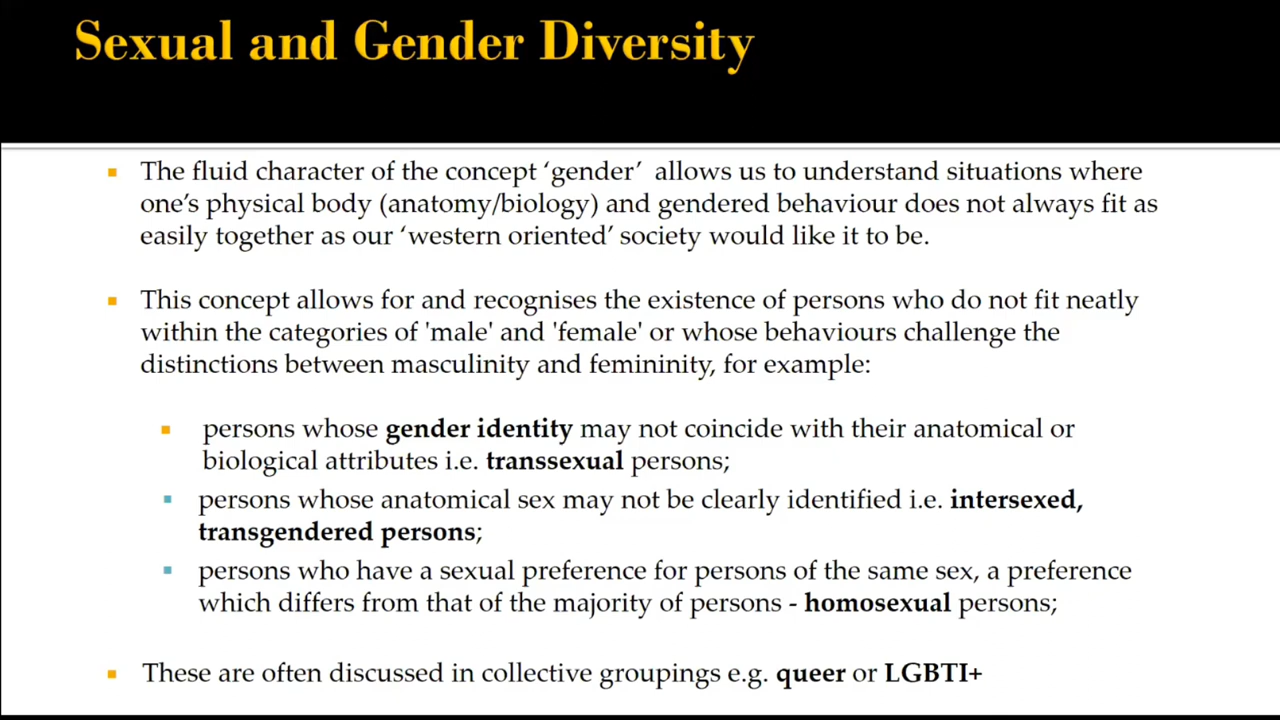 Sexual and Gender Diversity
The fluid character of the concept ‘gender’ allows us to understand situations where
one’s physical body (anatomy/biology) and gendered behaviour does not always fit as
easily together as our ‘western oriented’ society would like it to be.
This concept allows for and recognises the existence of persons who do not fit neatly
within the categories of 'male' and 'female' or whose behaviours challenge the
distinctions between masculinity and femininity, for example:
persons whose gender identity may not coincide with their anatomical or
biological attributes i.e. transsexual persons;
persons whose anatomical sex may not be clearly identified i.e. intersexed,
transgendered persons;
persons who have a sexual preference for persons of the same sex, a preference
which differs from that of the majority of persons - homosexual persons;
These are often discussed in collective groupings e.g. queer or LGBTI+